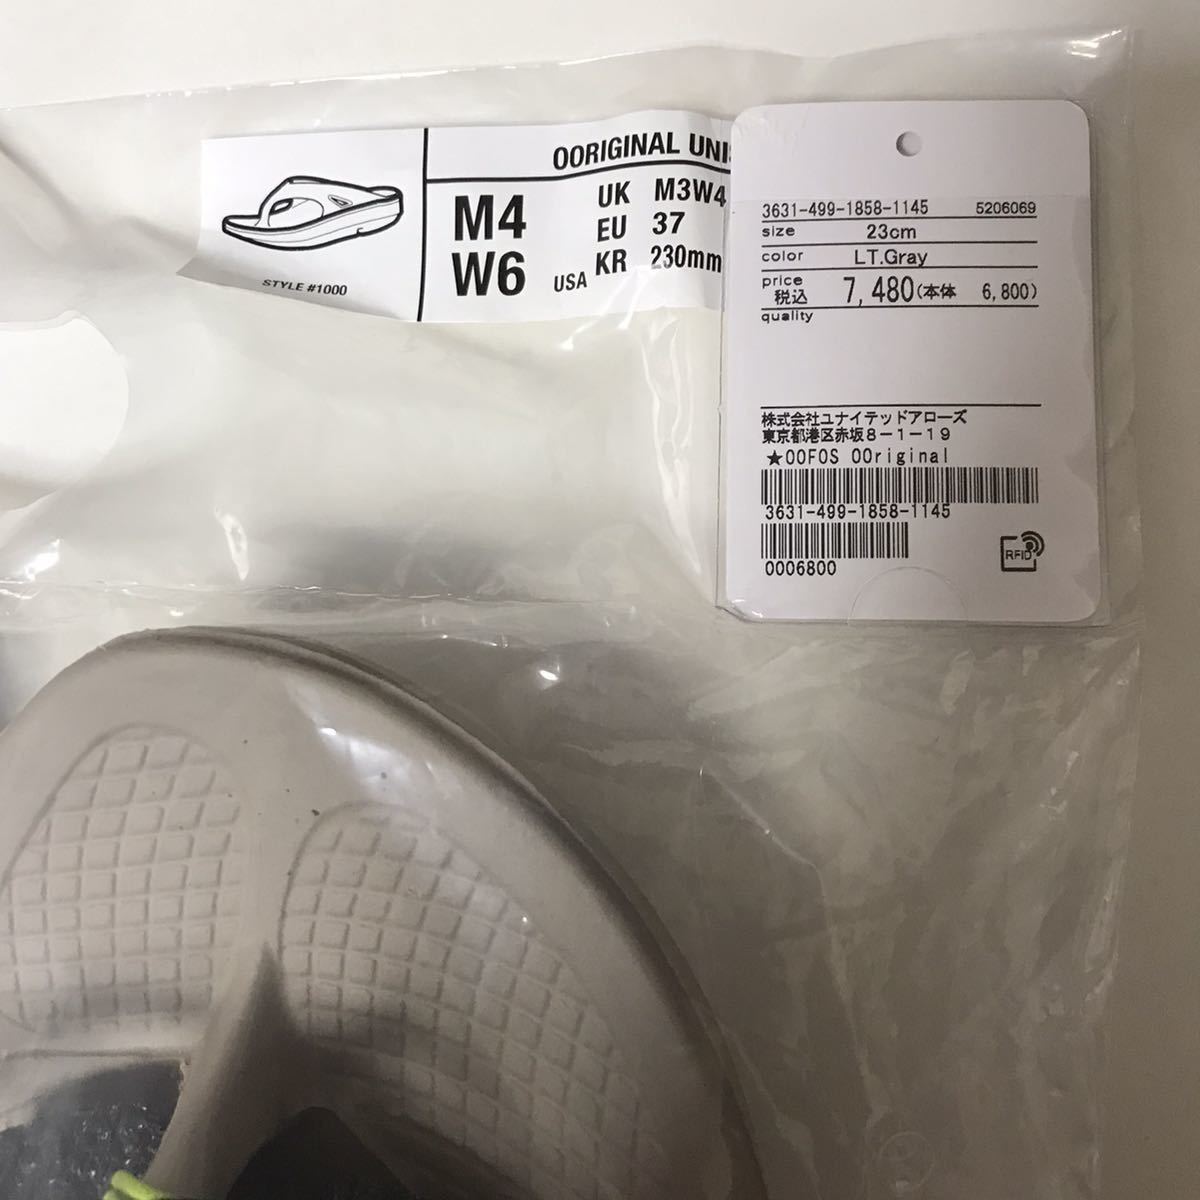 OORIGINAL UNIS
M4
W6
USA
UK M3W4
EU 37
KR 230mm
STYLE #1000
3631-499-1858-1145 5206069
size 23cm
color LT.Gray
price
税込 7,480(本体 6,800)
quality
株式会社ユナイテッドアローズ
東京都港区赤坂8-1-19
★OOFOS OOriginal
3631-499-1858-1145
0006800
RFID